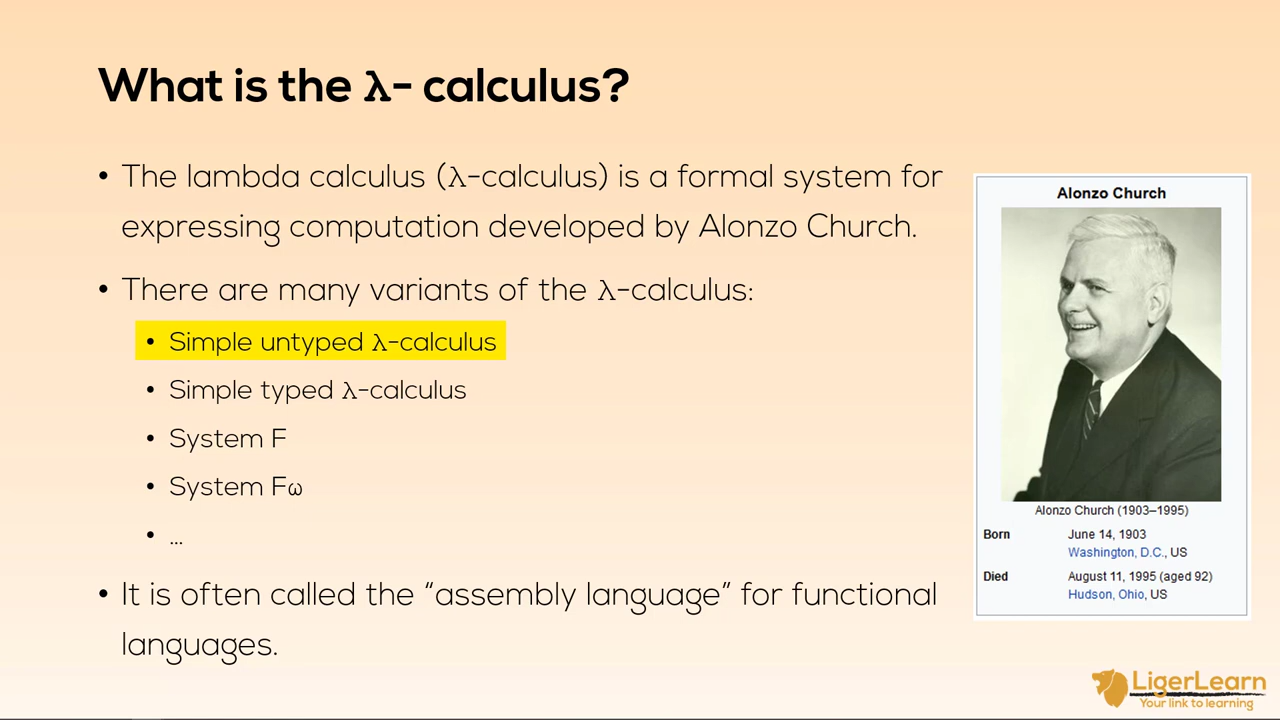 What is the λ- calculus?
• The lambda calculus (λ-calculus) is a formal system for
expressing computation developed by Alonzo Church.
• There are many variants of the λ-calculus:
• Simple untyped λ-calculus
• Simple typed λ-calculus
• System F
• System Fω
• ...
• It is often called the “assembly language” for functional
languages.
Alonzo Church
Alonzo Church (1903–1995)
Born June 14, 1903
Washington, D.C., US
Died August 11, 1995 (aged 92)
Hudson, Ohio, US
LigerLearn
Your link to learning